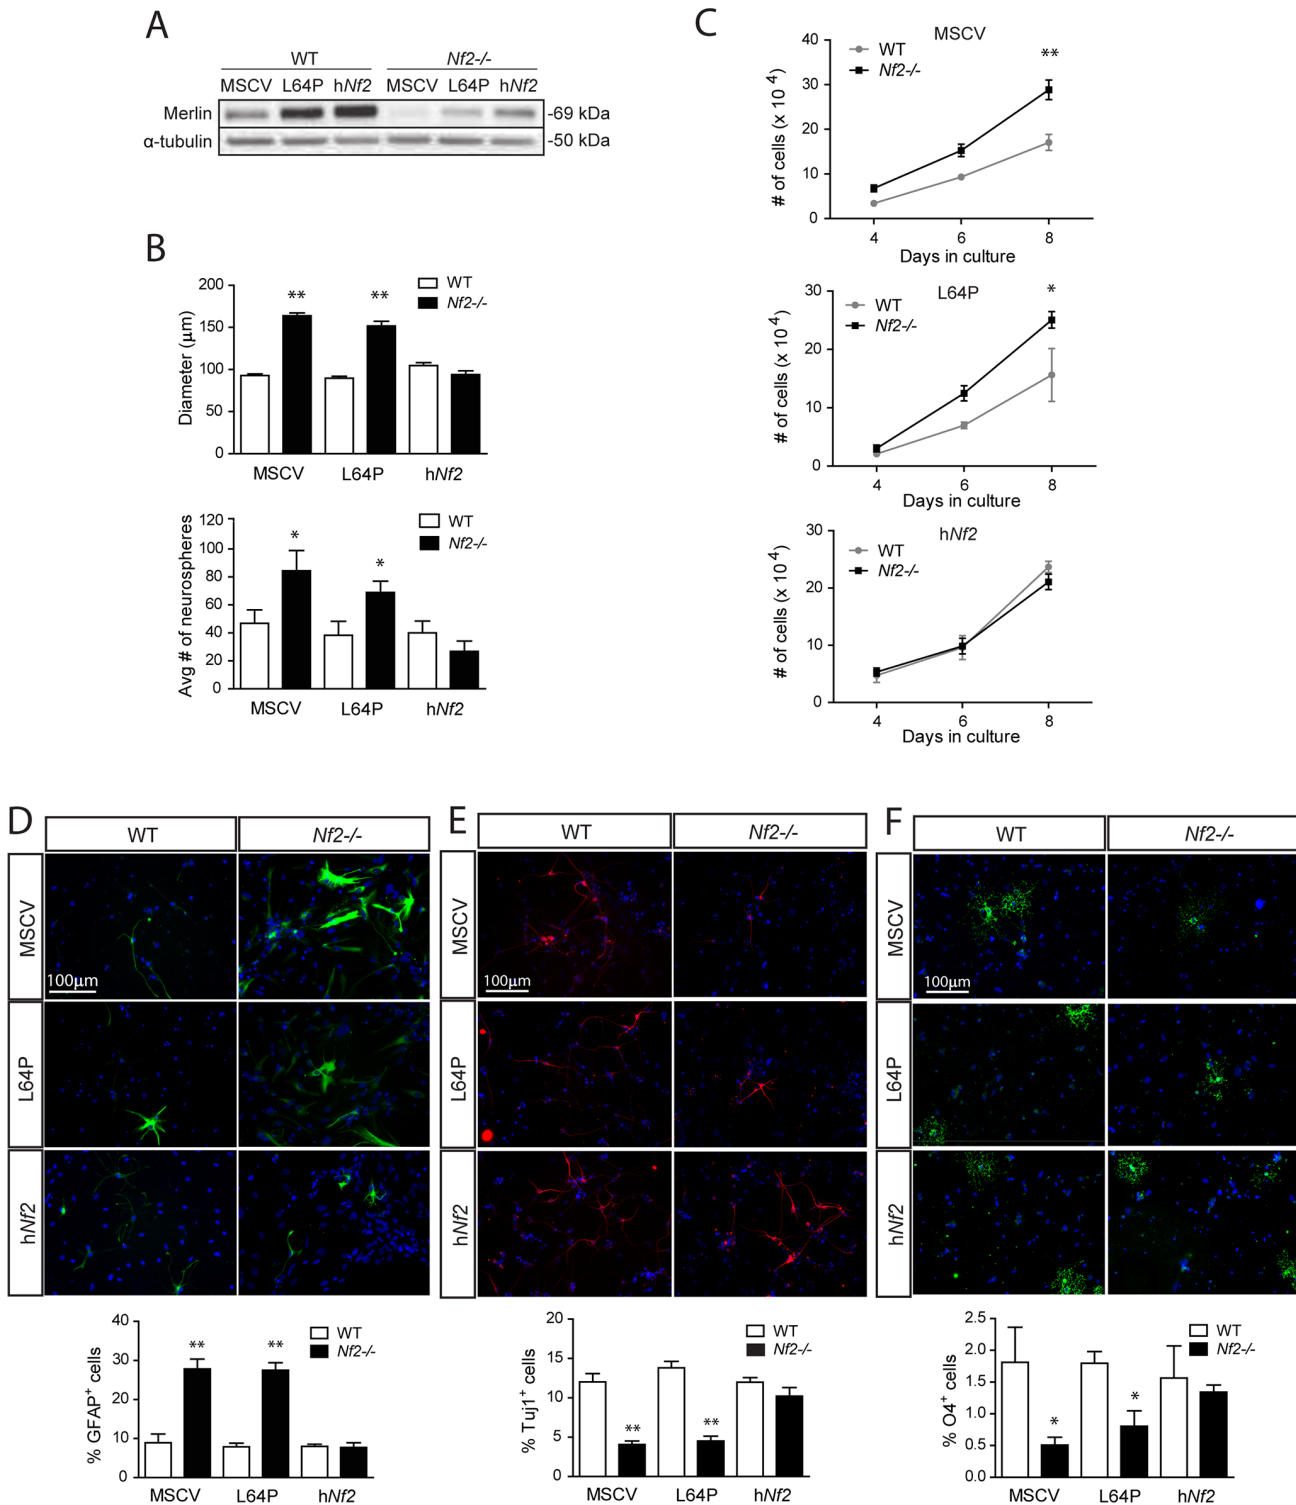 A
WT Nf2-/-
MSCV L64P hNf2 MSCV L64P hNf2
Merlin -69 kDa
α-tubulin -50 kDa
B
WT
Nf2-/-
Diameter (μm)
200
150
100
50
0
** **
MSCV L64P hNf2
WT
Nf2-/-
Avg # of neurospheres
120
100
80
60
40
20
0
* *
MSCV L64P hNf2
C
MSCV
WT
Nf2-/-
**
# of cells (x 10 4)
40
30
20
10
0
4 6 8
Days in culture
L64P
WT
Nf2-/-
*
# of cells (x 10 4)
30
20
10
0
4 6 8
Days in culture
hNf2
WT
Nf2-/-
# of cells (x 10 4)
30
20
10
0
4 6 8
Days in culture
D
WT Nf2-/-
MSCV
100μm
L64P
hNf2
% GFAP+ cells
40
30
20
10
0
** **
WT
Nf2-/-
MSCV L64P hNf2
E
WT Nf2-/-
MSCV
100μm
L64P
hNf2
% Tuj1+ cells
20
15
10
5
0
** **
WT
Nf2-/-
MSCV L64P hNf2
F
WT Nf2-/-
MSCV
100μm
L64P
hNf2
% O4+ cells
2.5
2.0
1.5
1.0
0.5
0.0
* *
WT
Nf2-/-
MSCV L64P hNf2